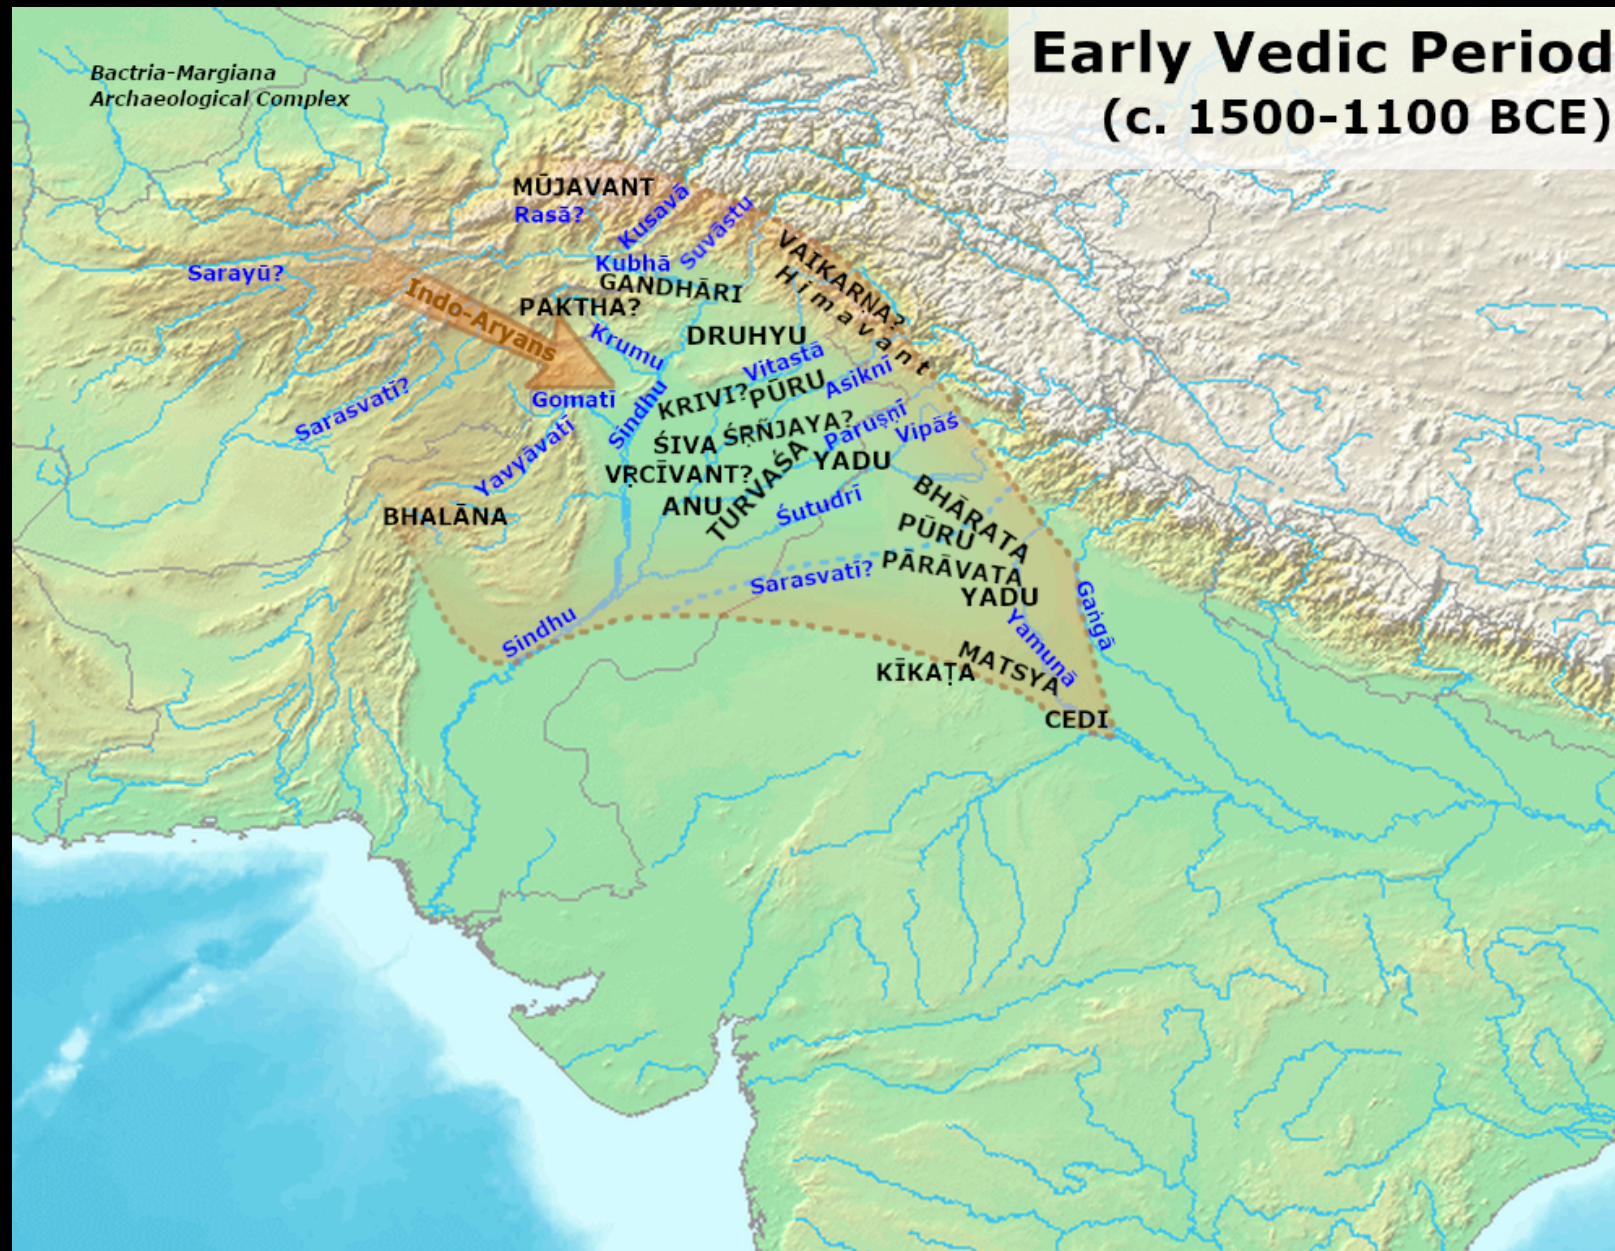 Early Vedic Period
(c. 1500-1100 BCE)
Bactria-Margiana
Archaeological Complex
MŪJAVANT
Rasā?
Kusavā
Suvāstu
VAIKARṆA?
Himavant
Sarayū?
Kubhā
GANDHĀRI
Indo-Aryans
PAKTHA?
Krumu
DRUHYU
Vitastā
Asiknī
Sarasvatī?
Gomatī
Sindhu
KRIVI?
PŪRU
ŚṚÑJAYA?
Paruṣṇī
Vipāś
ŚIVA
Yavyāvatī
VṚCĪVANT?
TURVAŚA
YADU
ANU
Śutudrī
BHALĀNA
BHĀRATA
PŪRU
PĀRĀVATA
Sarasvatī?
YADU
Gaṅgā
Yamunā
Sindhu
MATSYA
KĪKAṬA
CEDI